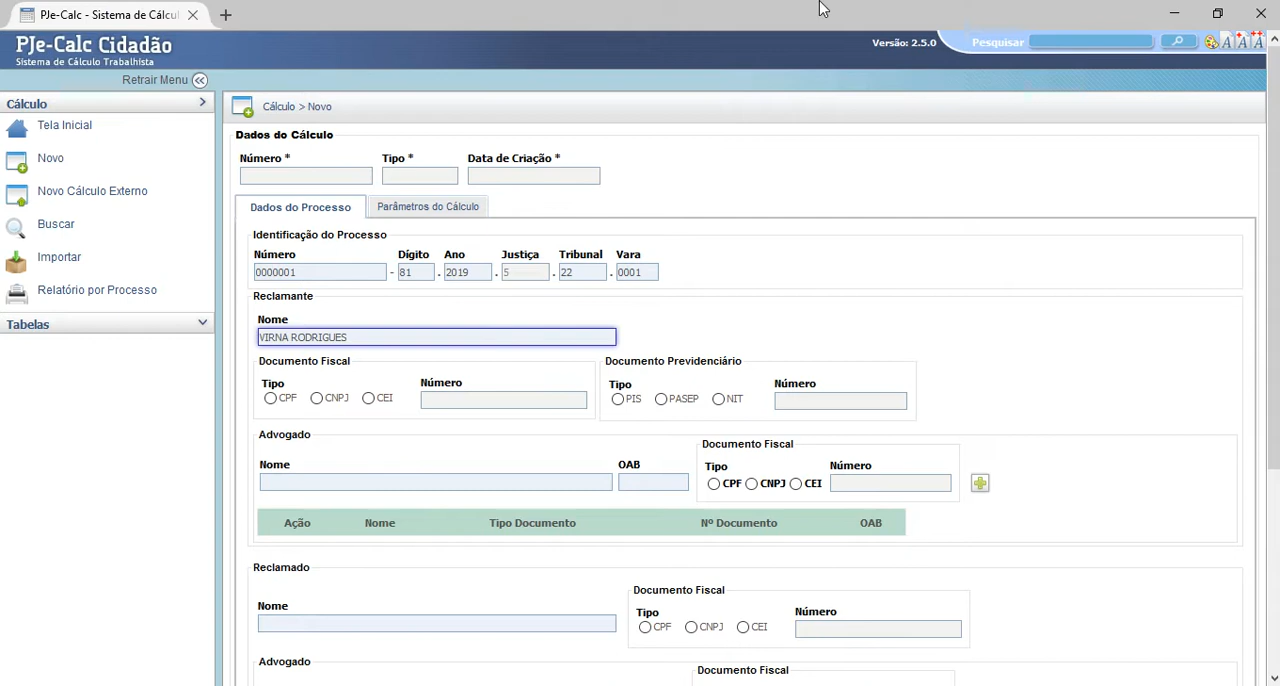 PJe-Calc - Sistema de Cálcul
PJe-Calc Cidadão
Sistema de Cálculo Trabalhista
Versão: 2.5.0
Pesquisar
A A A
Retrair Menu
Cálculo
Tela Inicial
Novo
Novo Cálculo Externo
Buscar
Importar
Relatório por Processo
Tabelas
Cálculo > Novo
Dados do Cálculo
Número * Tipo * Data de Criação *
Dados do Processo Parâmetros do Cálculo
Identificação do Processo
Número Dígito Ano Justiça Tribunal Vara
0000001 - 81 . 2019 . 5 . 22 . 0001
Reclamante
Nome
VIRNA RODRIGUES
Documento Fiscal Documento Previdenciário
Tipo Número Tipo Número
CPF CNPJ CEI PIS PASEP NIT
Advogado
Documento Fiscal
Nome OAB Tipo Número
CPF CNPJ CEI
Ação Nome Tipo Documento Nº Documento OAB
Reclamado
Documento Fiscal
Nome Tipo Número
CPF CNPJ CEI
Advogado
Documento Fiscal